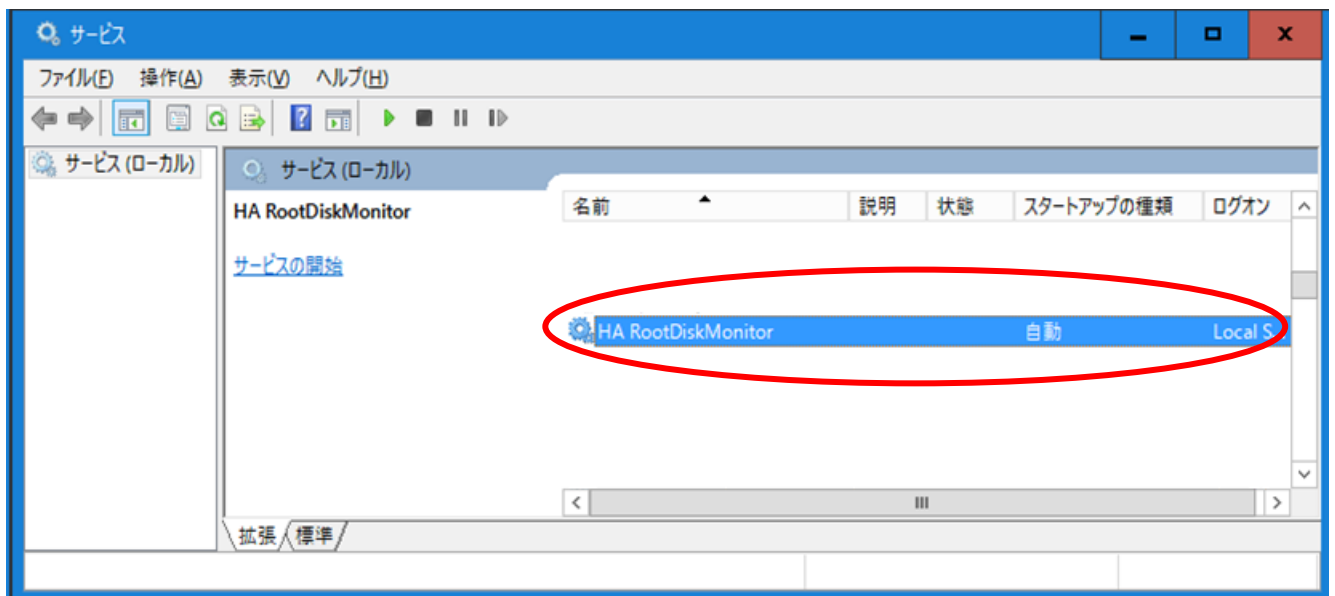 サービス
ファイル(F) 操作(A) 表示(V) ヘルプ(H)
サービス (ローカル)
サービス (ローカル)
HA RootDiskMonitor
サービスの開始
名前 説明 状態 スタートアップの種類 ログオン
HA RootDiskMonitor 自動 Local S...
拡張 標準